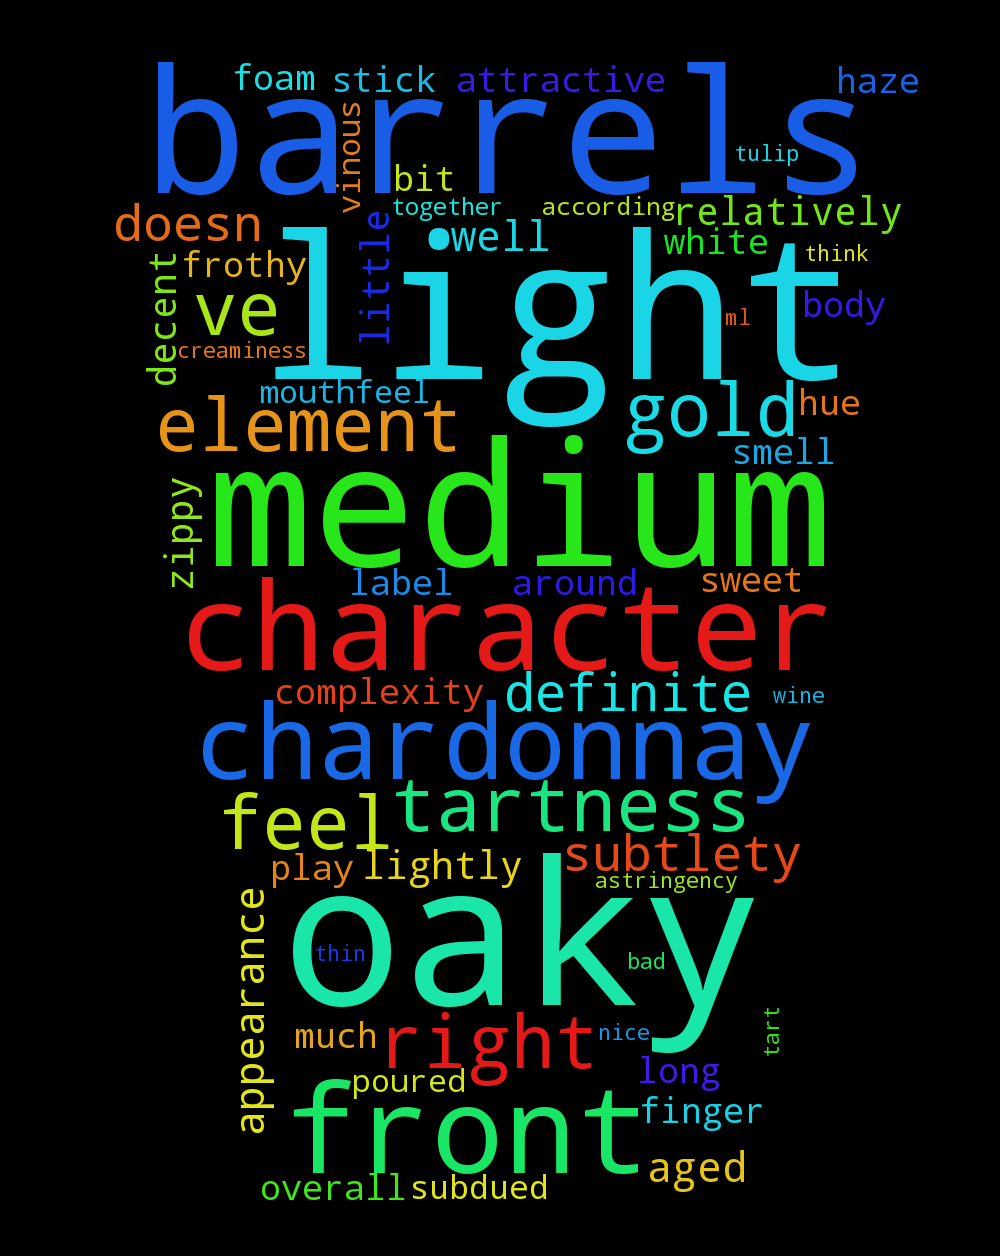 foam stick attractive haze
barrels
vinous
tulip
bit
together according relatively
doesn
little
well white think
decent
frothy
ve
light
ml body
creaminess
mouthfeel
element
gold hue
smell
medium
zippy
label around sweet
character
complexity definite wine
chardonnay
feel tartness
subtlety
play lightly
astringency
appearance
oaky
thin bad
much right nice
tart
long
poured
front
finger
aged
overall subdued